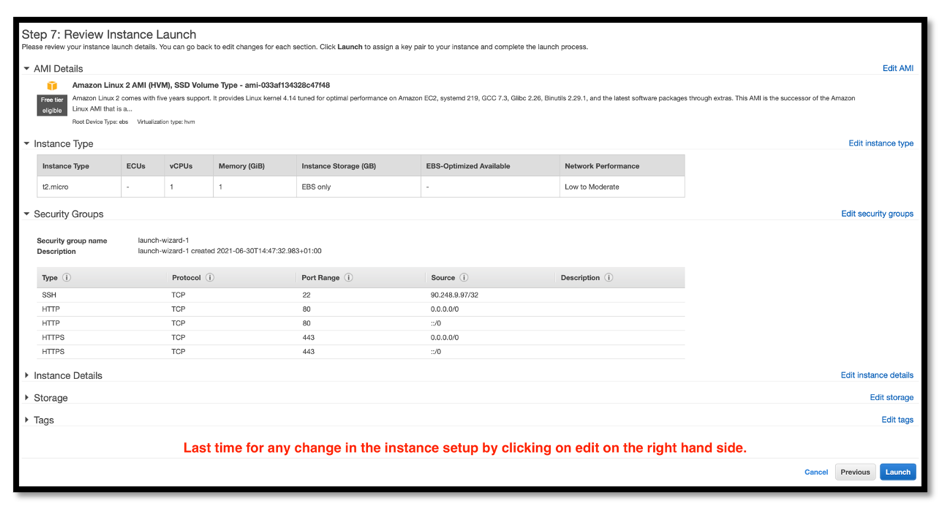 Step 7: Review Instance Launch
Please review your instance launch details. You can go back to edit changes for each section. Click Launch to assign a key pair to your instance and complete the launch process.
AMI Details Edit AMI
Amazon Linux 2 AMI (HVM), SSD Volume Type - ami-033af134328c47f48
Free tier eligible
Amazon Linux 2 comes with five years support. It provides Linux kernel 4.14 tuned for optimal performance on Amazon EC2, systemd 219, GCC 7.3, Glibc 2.26, Binutils 2.29.1, and the latest software packages through extras. This AMI is the successor of the Amazon
Linux AMI that is a...
Root Device Type: ebs Virtualization type: hvm
Instance Type Edit instance type
Instance Type ECUs vCPUs Memory (GiB) Instance Storage (GB) EBS-Optimized Available Network Performance
t2.micro - 1 1 EBS only - Low to Moderate
Security Groups Edit security groups
Security group name launch-wizard-1
Description launch-wizard-1 created 2021-06-30T14:47:32.983+01:00
Type Protocol Port Range Source Description
SSH TCP 22 90.248.9.97/32
HTTP TCP 80 0.0.0.0/0
HTTP TCP 80 ::/0
HTTPS TCP 443 0.0.0.0/0
HTTPS TCP 443 ::/0
Instance Details Edit instance details
Storage Edit storage
Tags Edit tags
Last time for any change in the instance setup by clicking on edit on the right hand side.
Cancel Previous Launch